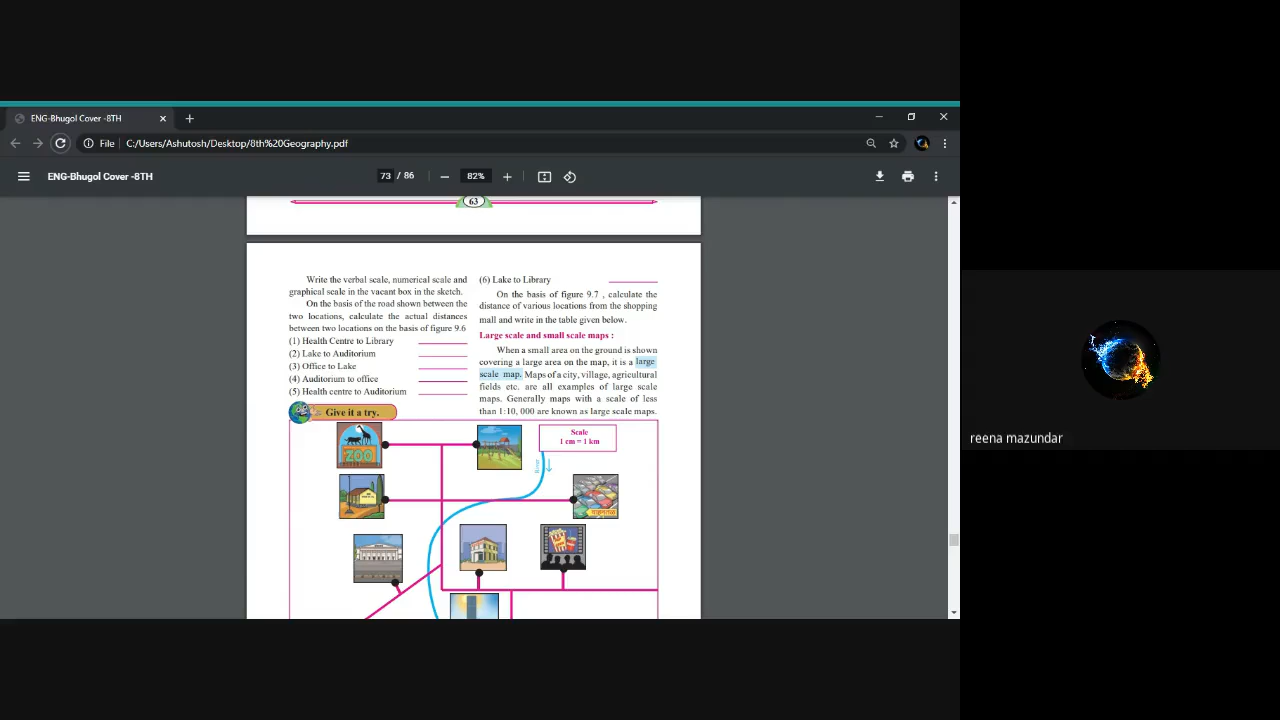 ENG-Bhugol Cover -8TH
File
C:/Users/Ashutosh/Desktop/8th%20Geography.pdf
ENG-Bhugol Cover -8TH
73 / 86
82%
63
Write the verbal scale, numerical scale and
graphical scale in the vacant box in the sketch.
On the basis of the road shown between the
two locations, calculate the actual distances
between two locations on the basis of figure 9.6
(1) Health Centre to Library
(2) Lake to Auditorium
(3) Office to Lake
(4) Auditorium to office
(5) Health centre to Auditorium
(6) Lake to Library
On the basis of figure 9.7 , calculate the
distance of various locations from the shopping
mall and write in the table given below.
Large scale and small scale maps :
When a small area on the ground is shown
covering a large area on the map, it is a large
scale map. Maps of a city, village, agricultural
fields etc. are all examples of large scale
maps. Generally maps with a scale of less
than 1:10, 000 are known as large scale maps.
Give it a try.
ZOO
Scale
1 cm = 1 km
River
reena mazundar